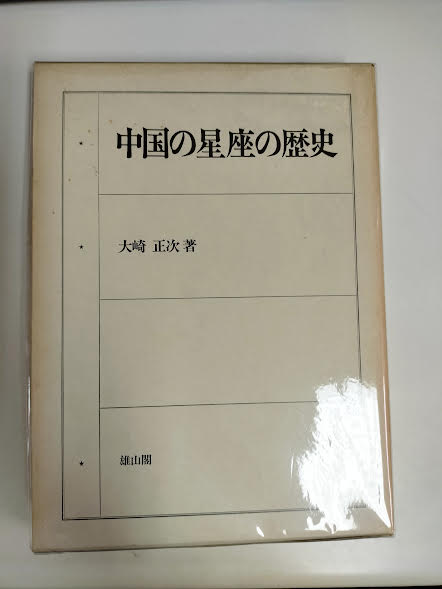 中国の星座の歴史
大崎 正次 著
雄山閣